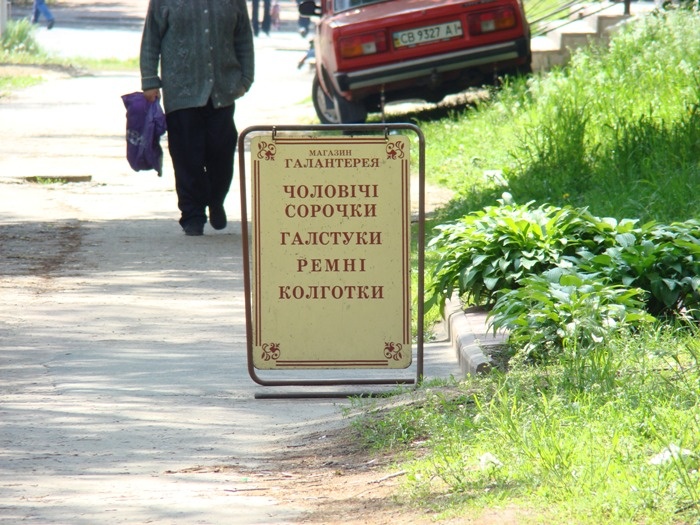 СВ 9327 АІ
МАГАЗИН
ГАЛАНТЕРЕЯ
ЧОЛОВІЧІ
СОРОЧКИ
ГАЛСТУКИ
РЕМНІ
КОЛГОТКИ